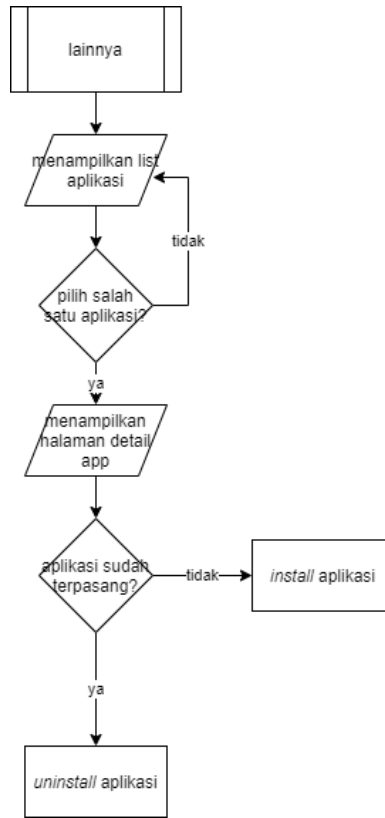 lainnya
menampilkan list
aplikasi
tidak
pilih salah
satu aplikasi?
ya
menampilkan
halaman detail
app
aplikasi sudah
terpasang?
tidak
install aplikasi
ya
uninstall aplikasi